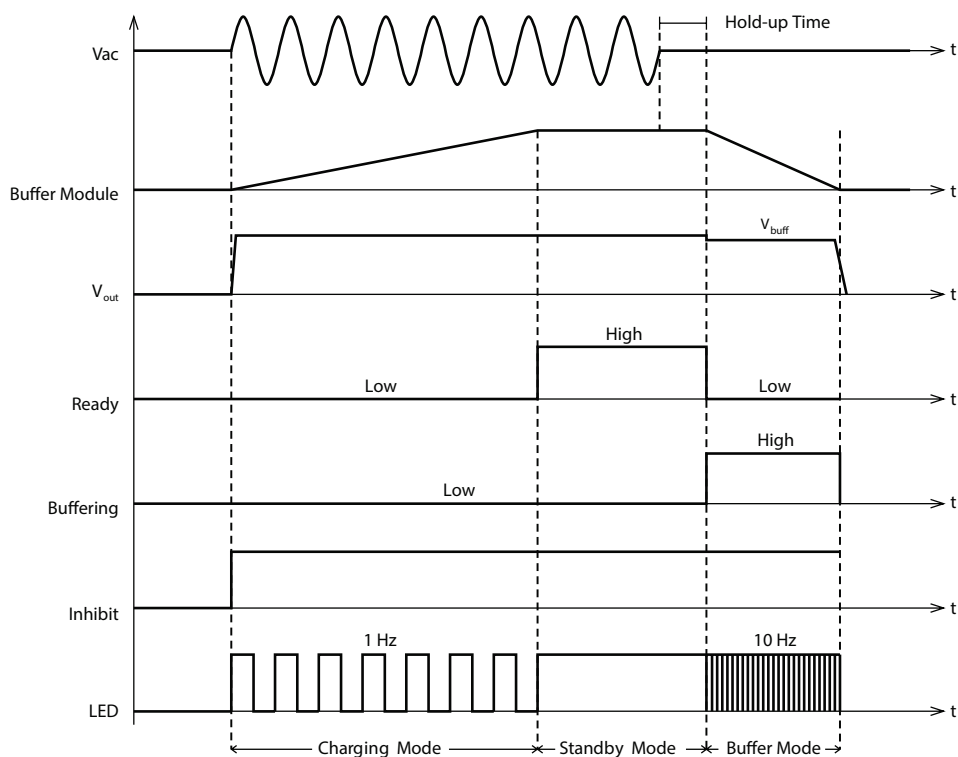 Hold-up Time
Vac
t
Buffer Module
t
V_buff
V_out
t
High
Low
Low
Ready
t
High
Low
Buffering
t
Inhibit
t
1 Hz
10 Hz
LED
t
Charging Mode
Standby Mode
Buffer Mode